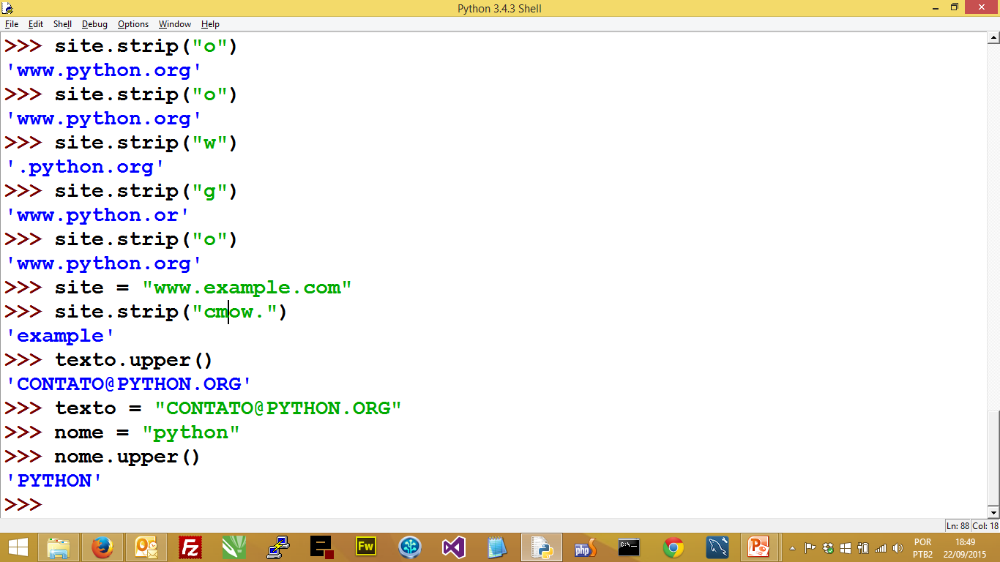 Python 3.4.3 Shell
File Edit Shell Debug Options Window Help
>>> site.strip("o")
'www.python.org'
>>> site.strip("o")
'www.python.org'
>>> site.strip("w")
'.python.org'
>>> site.strip("g")
'www.python.or'
>>> site.strip("o")
'www.python.org'
>>> site = "www.example.com"
>>> site.strip("cmow.")
'example'
>>> texto.upper()
'CONTATO@PYTHON.ORG'
>>> texto = "CONTATO@PYTHON.ORG"
>>> nome = "python"
>>> nome.upper()
'PYTHON'
>>>
Ln: 88 Col: 18
Fz
Fw
php
C:\
POR
PTB2
18:49
22/09/2015